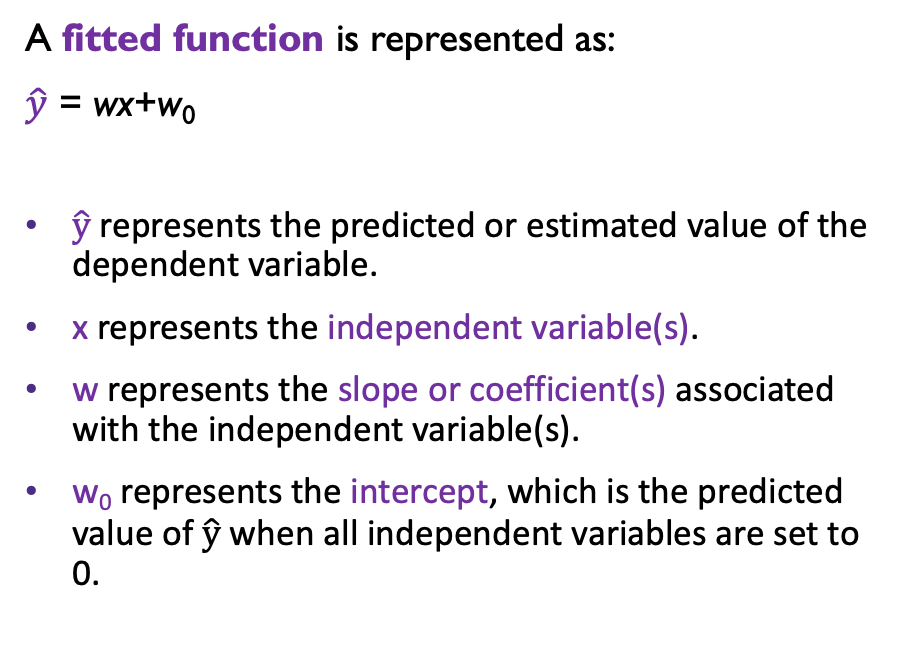 A fitted function is represented as:
ŷ = wx+w₀
• ŷ represents the predicted or estimated value of the
dependent variable.
• x represents the independent variable(s).
• w represents the slope or coefficient(s) associated
with the independent variable(s).
• w₀ represents the intercept, which is the predicted
value of ŷ when all independent variables are set to
0.